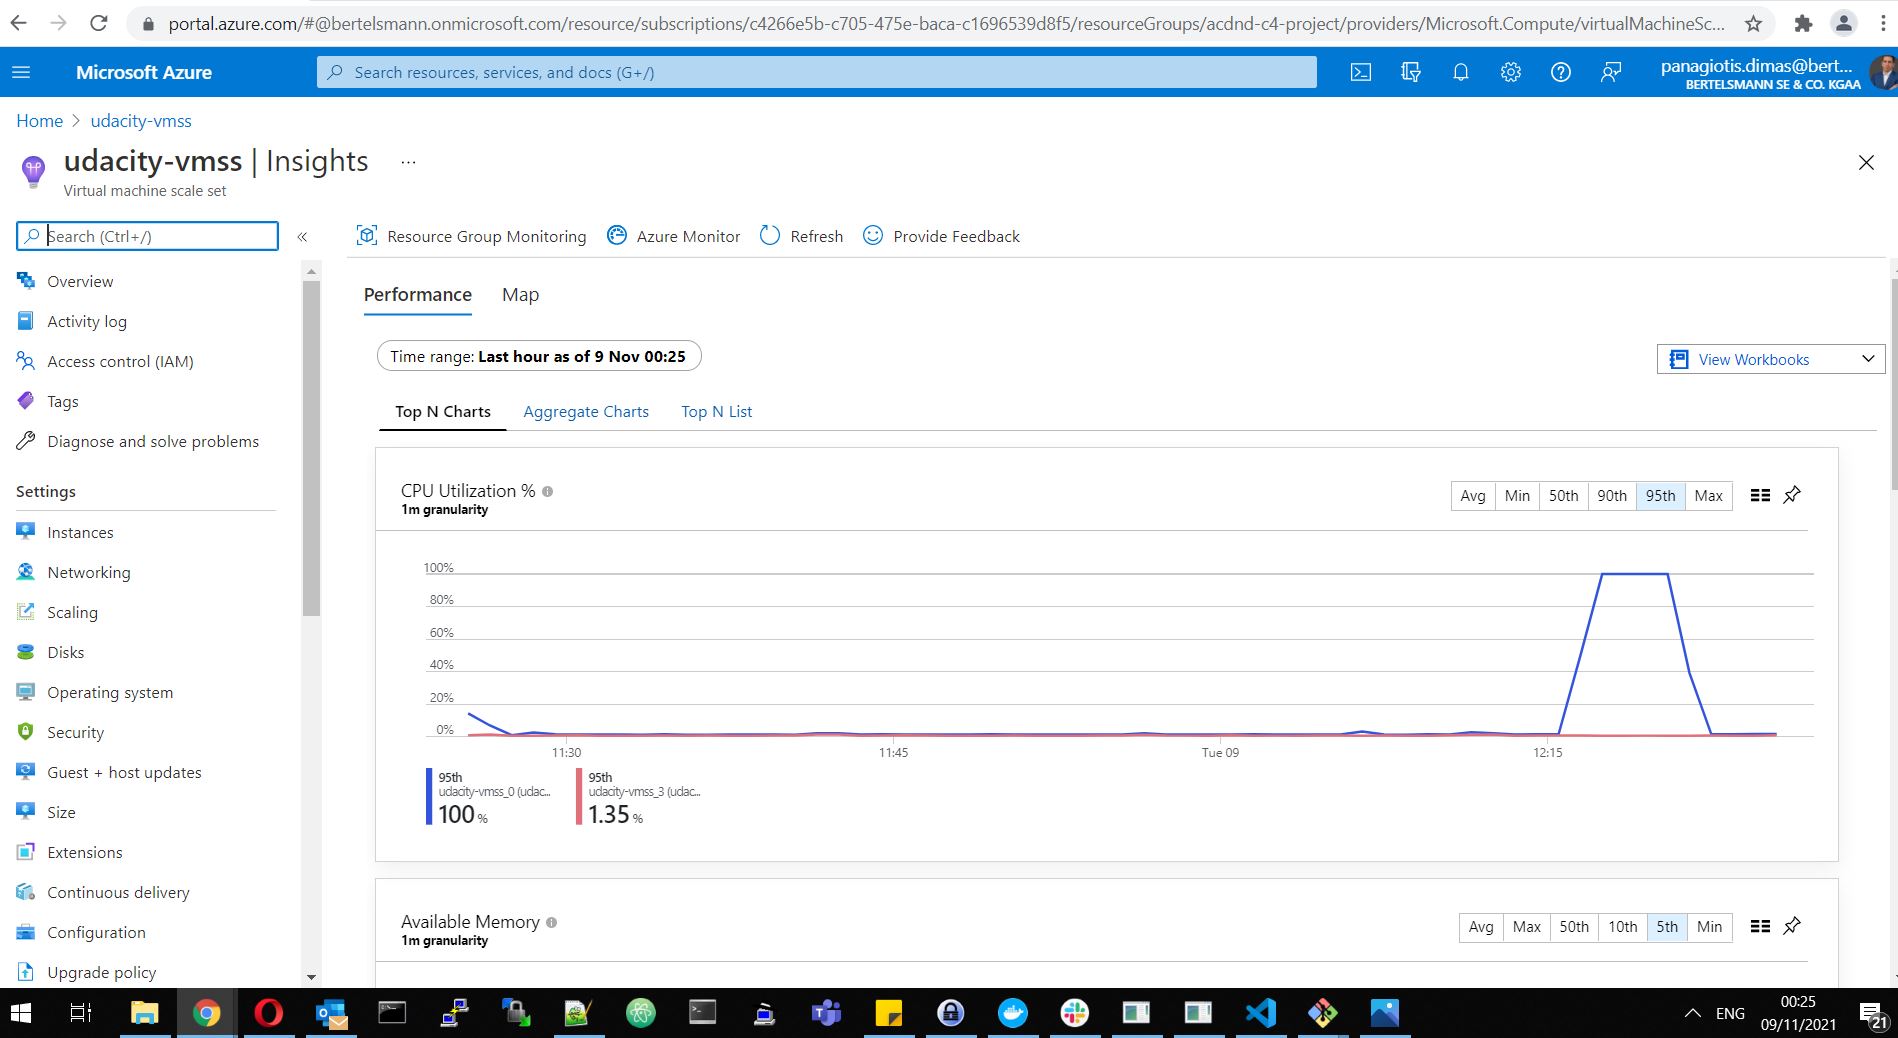 portal.azure.com/#@bertelsmann.onmicrosoft.com/resource/subscriptions/c4266e5b-c705-475e-baca-c1696539d8f5/resourceGroups/acdnd-c4-project/providers/Microsoft.Compute/virtualMachineSc...
Microsoft Azure
Search resources, services, and docs (G+/)
panagiotis.dimas@bert...
BERTELSMANN SE & CO. KGAA
Home > udacity-vmss
udacity-vmss | Insights ...
Virtual machine scale set
Search (Ctrl+/)
«
Resource Group Monitoring
Azure Monitor
Refresh
Provide Feedback
Overview
Activity log
Access control (IAM)
Tags
Diagnose and solve problems
Settings
Instances
Networking
Scaling
Disks
Operating system
Security
Guest + host updates
Size
Extensions
Continuous delivery
Configuration
Upgrade policy
Performance
Map
Time range: Last hour as of 9 Nov 00:25
View Workbooks
Top N Charts
Aggregate Charts
Top N List
CPU Utilization %
1m granularity
Avg Min 50th 90th 95th Max
100%
80%
60%
40%
20%
0%
11:30 11:45 Tue 09 12:15
95th
udacity-vmss_0 (udac...
100 %
95th
udacity-vmss_3 (udac...
1.35 %
Available Memory
1m granularity
Avg Max 50th 10th 5th Min
ENG
00:25
09/11/2021
21